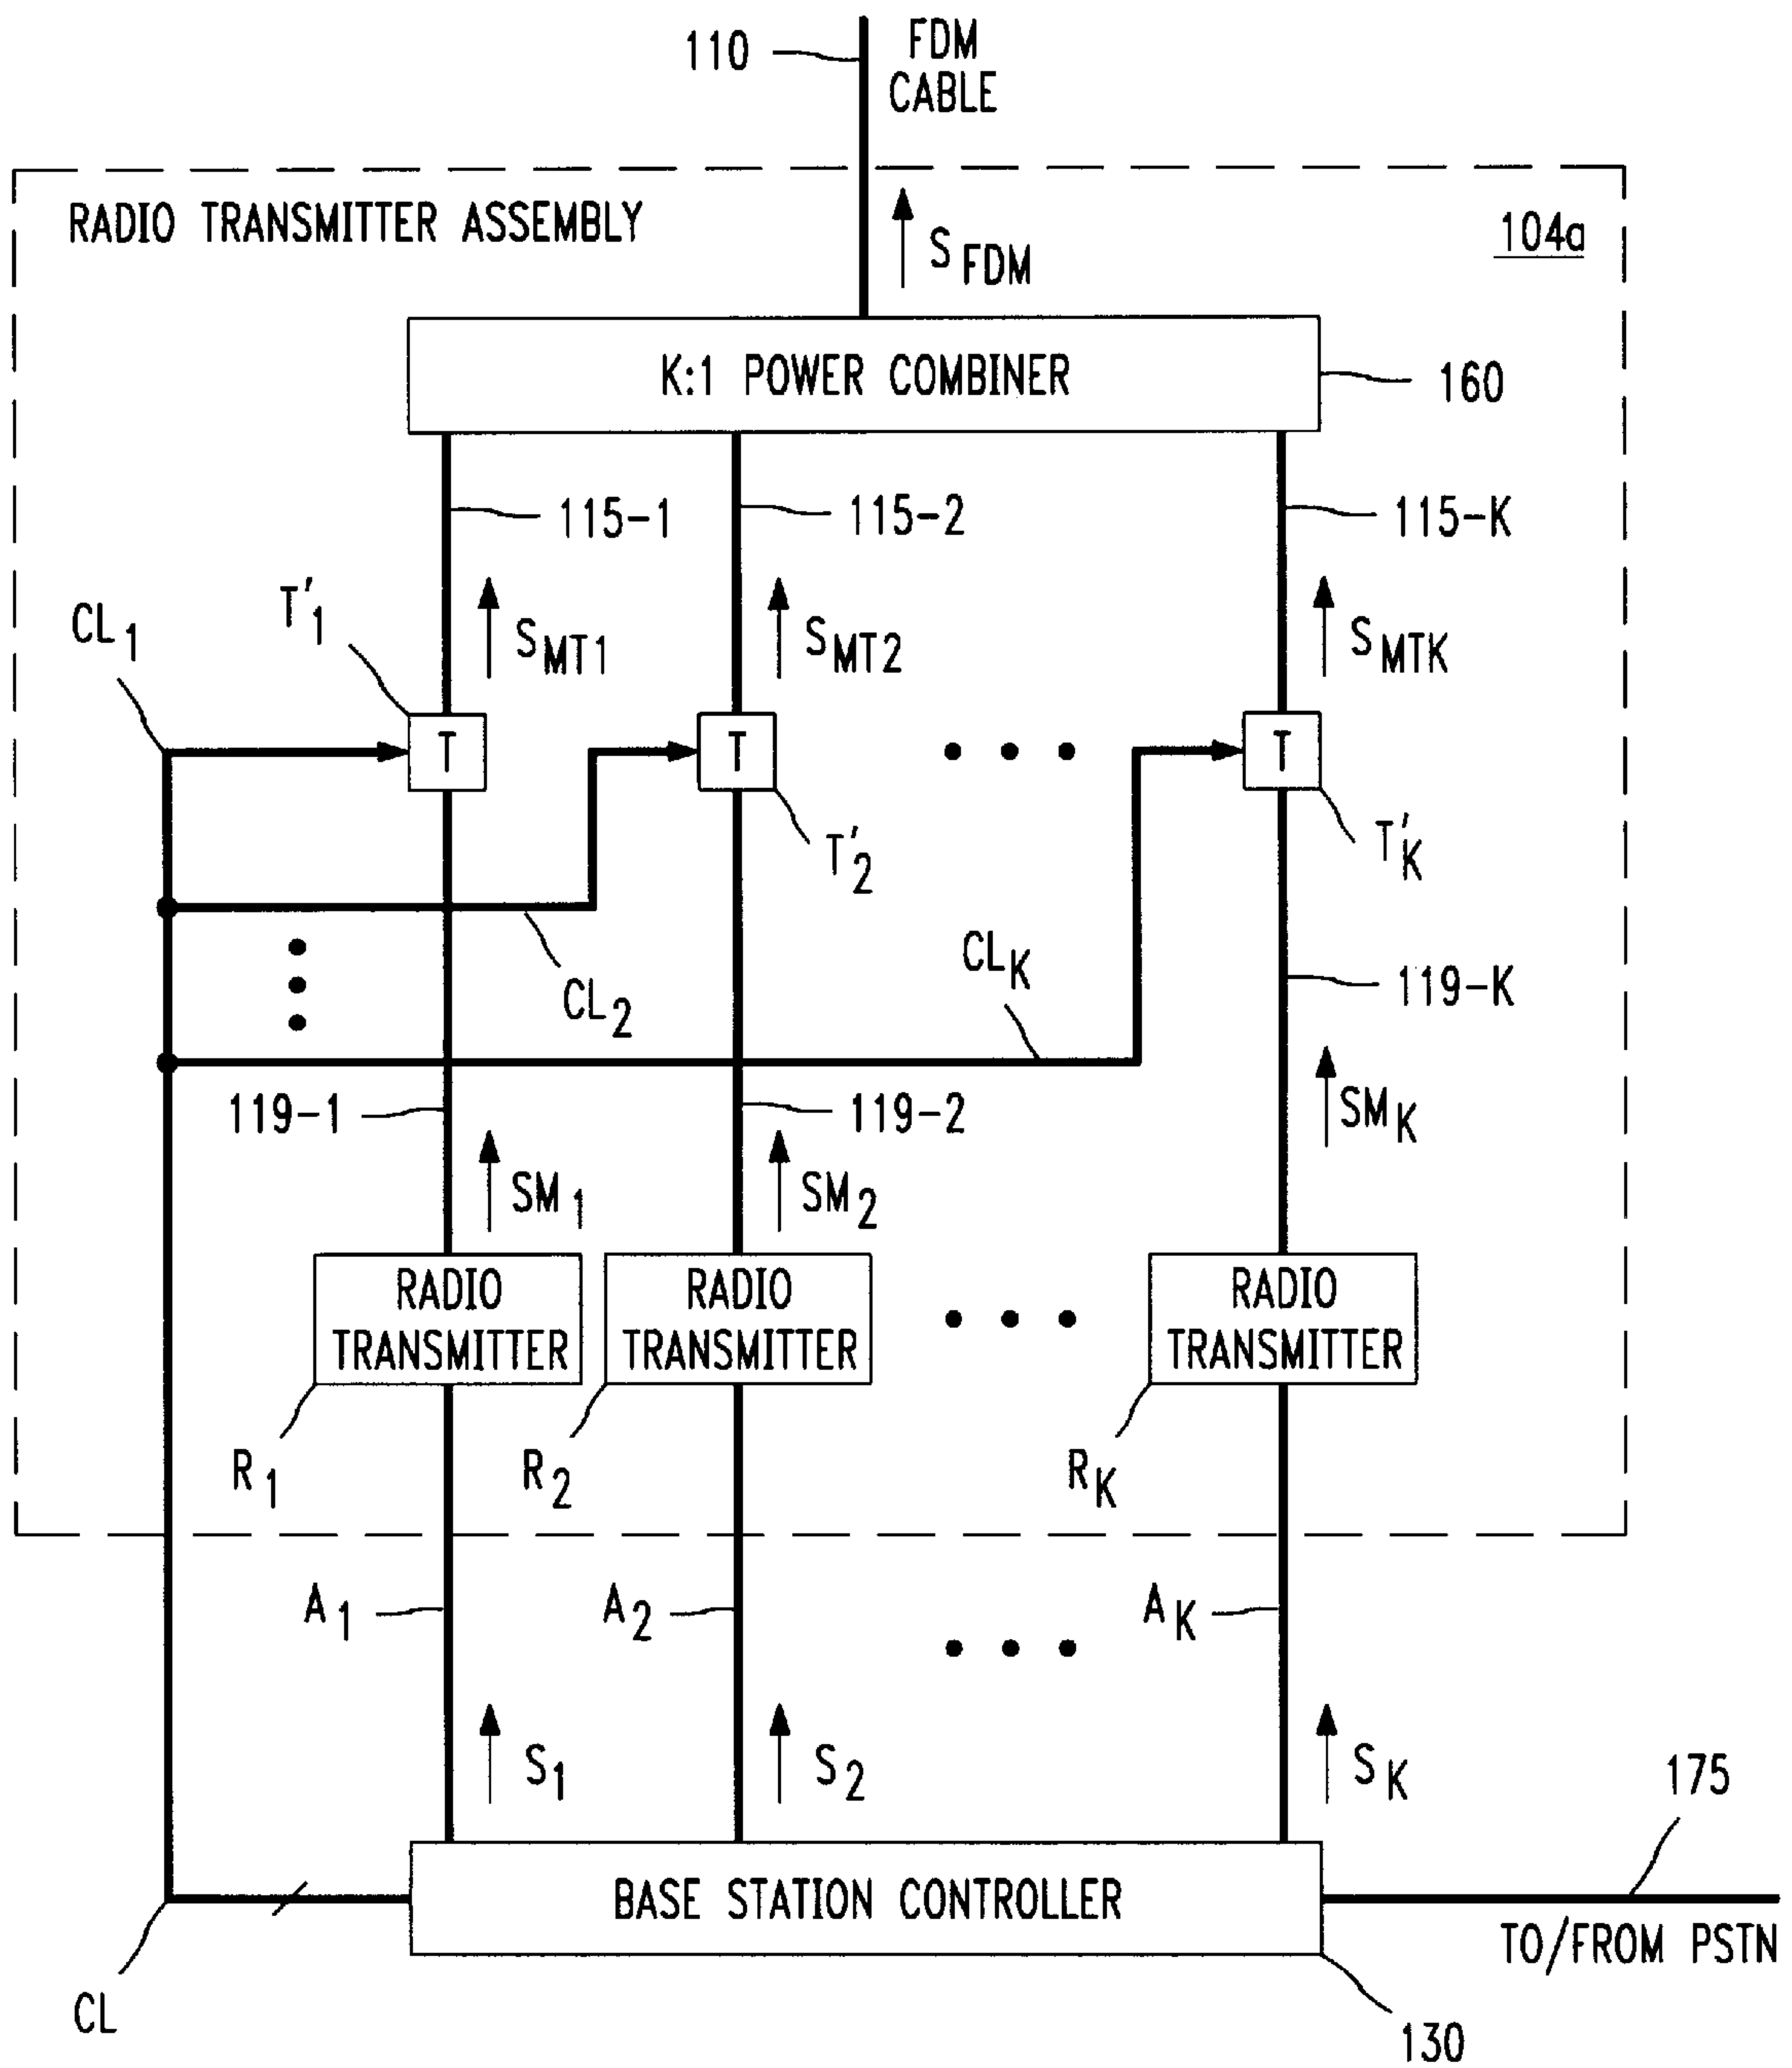 110
FDM
CABLE
RADIO TRANSMITTER ASSEMBLY
104a
S FDM
K:1 POWER COMBINER
160
115-1
115-2
115-K
CL1
T'1
SMT1
SMT2
SMTK
T
T
T
T'2
T'K
CL2
CLK
119-K
119-1
119-2
SMK
SM1
SM2
RADIO
TRANSMITTER
RADIO
TRANSMITTER
RADIO
TRANSMITTER
R1
R2
RK
A1
A2
AK
S1
S2
SK
175
BASE STATION CONTROLLER
TO/FROM PSTN
CL
130